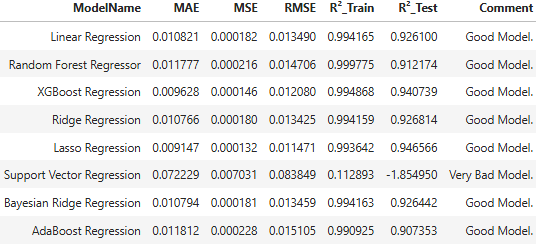 ModelName MAE MSE RMSE R²_Train R²_Test Comment
Linear Regression 0.010821 0.000182 0.013490 0.994165 0.926100 Good Model.
Random Forest Regressor 0.011777 0.000216 0.014706 0.999775 0.912174 Good Model.
XGBoost Regression 0.009628 0.000146 0.012080 0.994868 0.940739 Good Model.
Ridge Regression 0.010766 0.000180 0.013425 0.994159 0.926814 Good Model.
Lasso Regression 0.009147 0.000132 0.011471 0.993642 0.946566 Good Model.
Support Vector Regression 0.072229 0.007031 0.083849 0.112893 -1.854950 Very Bad Model.
Bayesian Ridge Regression 0.010794 0.000181 0.013459 0.994163 0.926442 Good Model.
AdaBoost Regression 0.011812 0.000228 0.015105 0.990925 0.907353 Good Model.